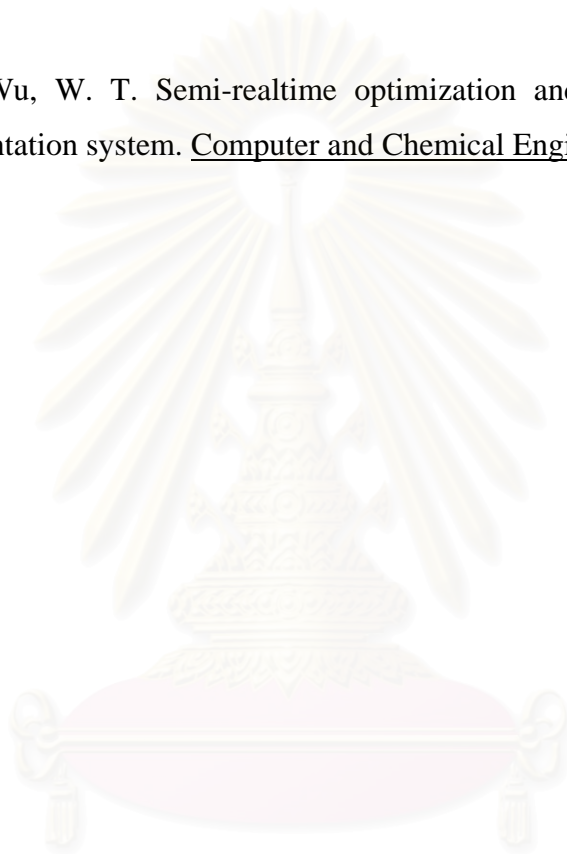 Wu, W. T. Semi-realtime optimization and
ntation system. Computer and Chemical Engi